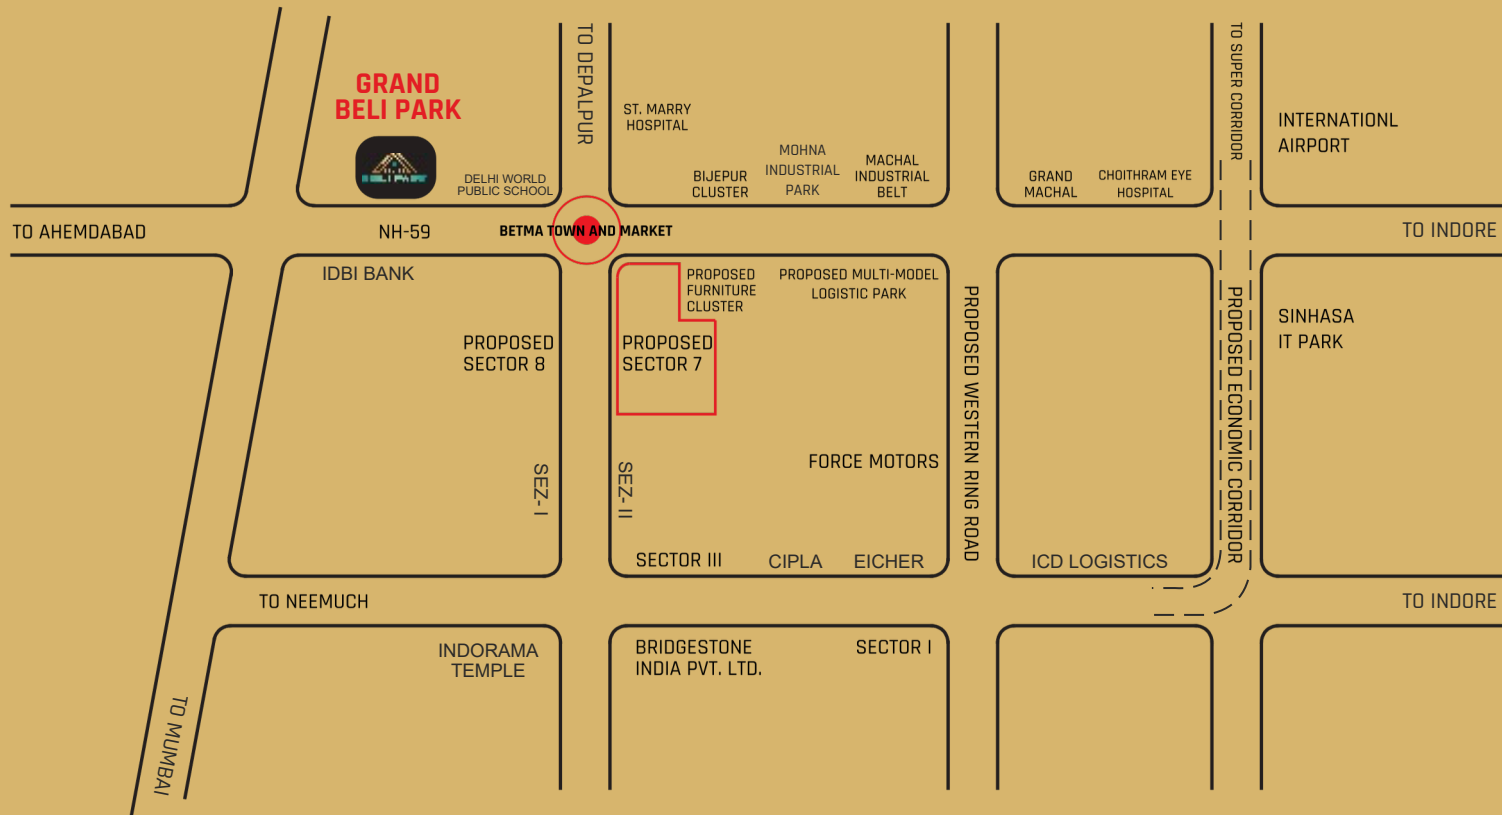 GRAND
BELI PARK
BELI PARK
DELHI WORLD
PUBLIC SCHOOL
TO DEPALPUR
ST. MARRY
HOSPITAL
BIJEPUR
CLUSTER
MOHNA
INDUSTRIAL
PARK
MACHAL
INDUSTRIAL
BELT
GRAND
MACHAL
CHOITHRAM EYE
HOSPITAL
TO SUPER CORRIDOR
INTERNATIONL
AIRPORT
TO AHEMDABAD
NH-59
BETMA TOWN AND MARKET
TO INDORE
IDBI BANK
PROPOSED
FURNITURE
CLUSTER
PROPOSED MULTI-MODEL
LOGISTIC PARK
PROPOSED
SECTOR 8
PROPOSED
SECTOR 7
PROPOSED WESTERN RING ROAD
PROPOSED ECONOMIC CORRIDOR
SINHASA
IT PARK
SEZ- I
SEZ- II
FORCE MOTORS
SECTOR III
CIPLA
EICHER
ICD LOGISTICS
TO NEEMUCH
TO INDORE
INDORAMA
TEMPLE
BRIDGESTONE
INDIA PVT. LTD.
SECTOR I
TO MUMBAI